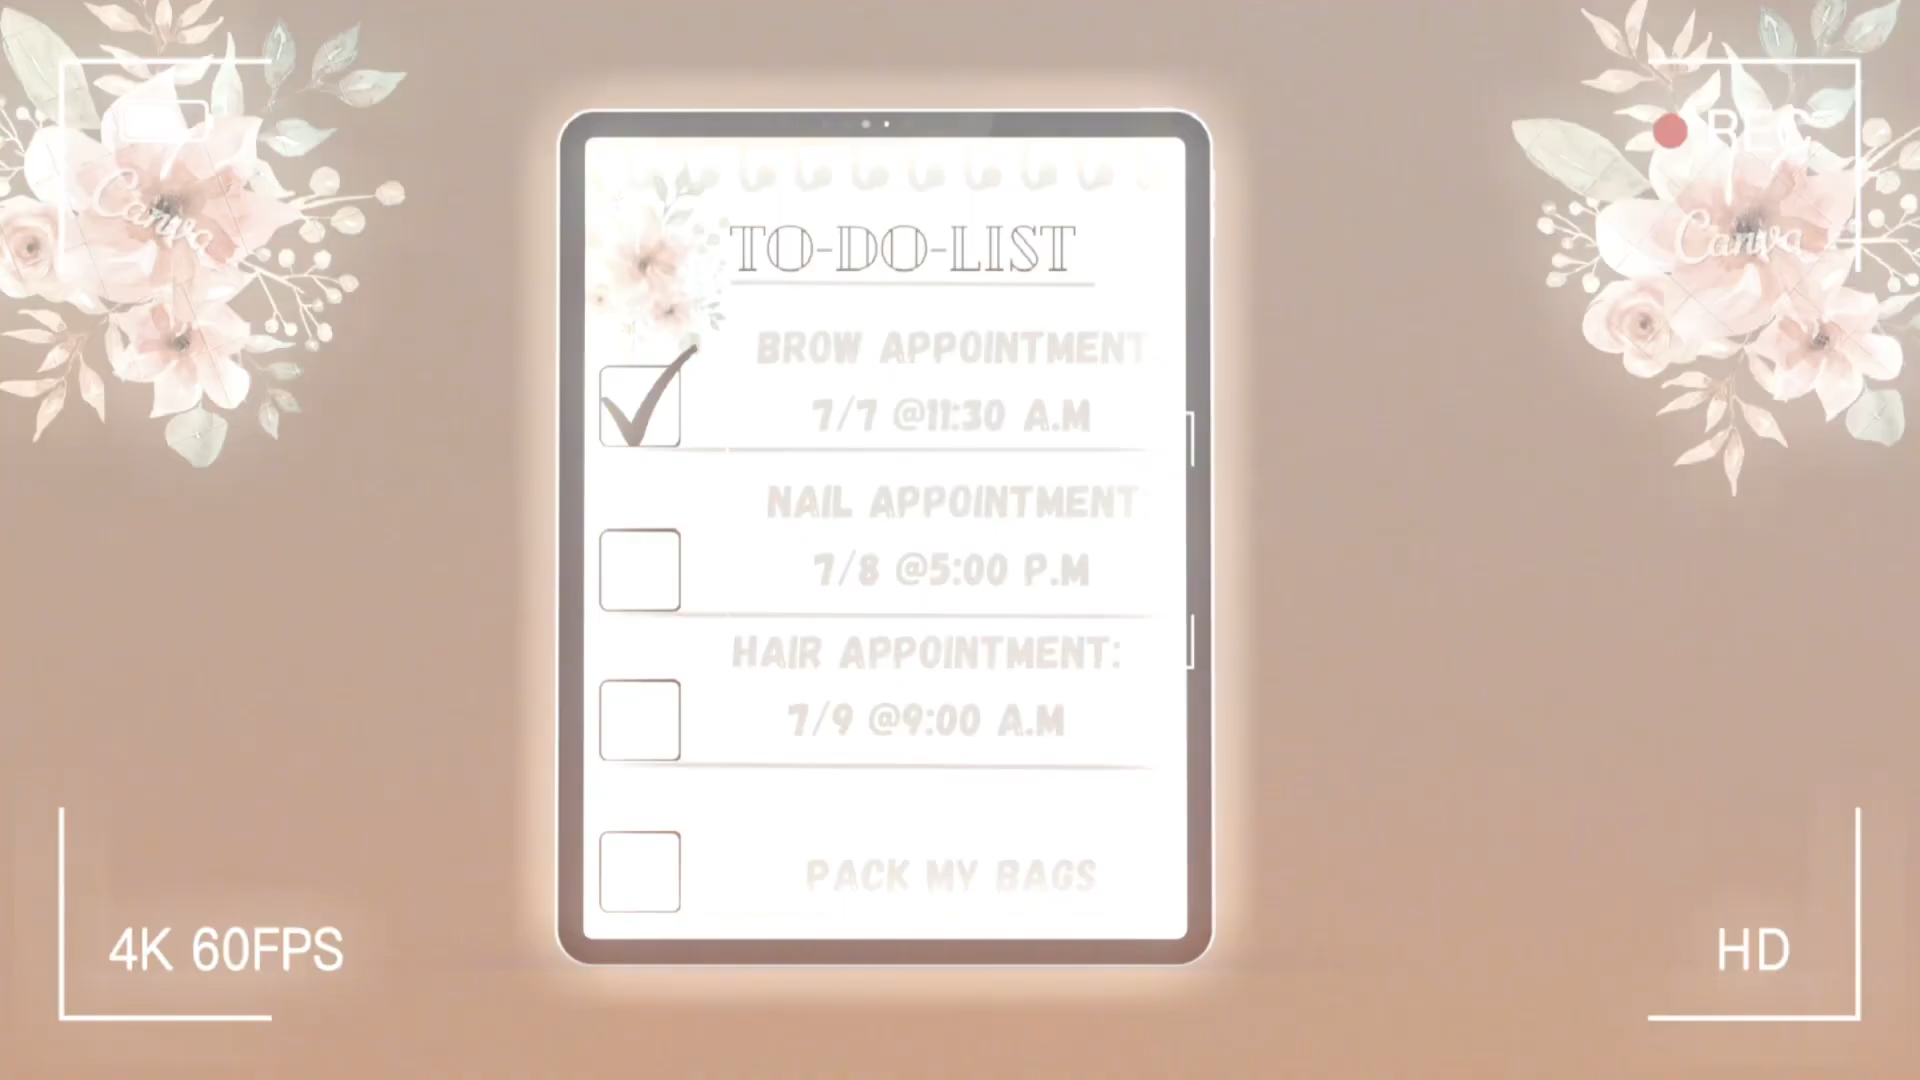 REC
Canva
Canva
TO-DO-LIST
BROW APPOINTMENT
7/7 @11:30 A.M
NAIL APPOINTMENT:
7/8 @5:00 P.M
HAIR APPOINTMENT:
7/9 @9:00 A.M
PACK MY BAGS
4K 60FPS
HD